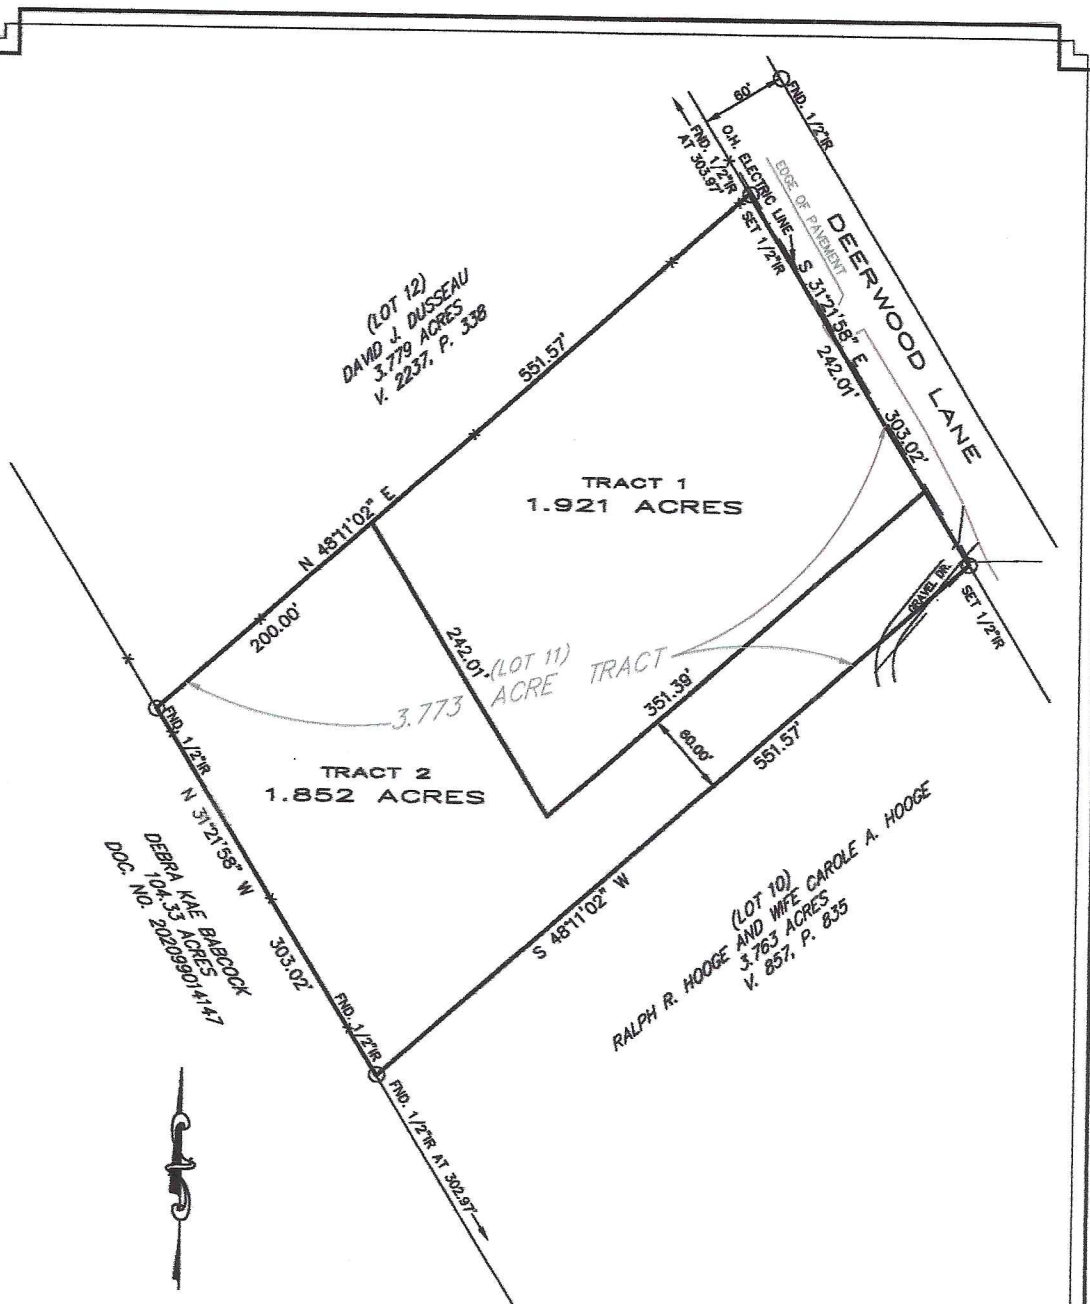 60'
FND. 1/2"IR
FND. 1/2"IR
AT 303.97'
O.H. ELECTRIC LINE
EDGE OF PAVEMENT
SET 1/2"IR
DEERWOOD LANE
S 31°21'58" E
242.01'
303.02'
(LOT 12)
DAVID J. DUSSEAU
3.779 ACRES
V. 2237, P. 338
551.57'
N 48°11'02" E
200.00'
TRACT 1
1.921 ACRES
242.01'
(LOT 11)
3.773 ACRE TRACT
351.39'
60.00'
551.57'
GRAVEL DR.
SET 1/2"IR
FND. 1/2"IR
TRACT 2
1.852 ACRES
N 31°21'58" W
303.02'
DEBRA KAE BABCOCK
104.33 ACRES
DOC. NO. 202099014147
S 48°11'02" W
(LOT 10)
RALPH R. HOOGE AND WIFE CAROLE A. HOOGE
3.763 ACRES
V. 857, P. 835
FND. 1/2"IR
FND. 1/2"IR AT 302.97'